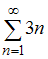 ∞
∑ 3n
n=1